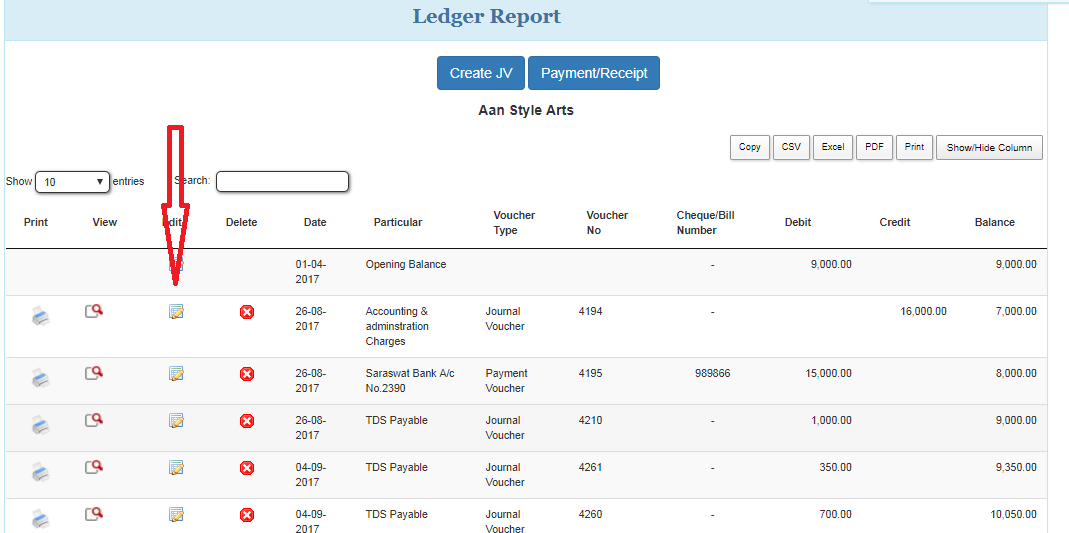 Ledger Report
Create JV Payment/Receipt
Aan Style Arts
Copy CSV Excel PDF Print Show/Hide Column
Show 10 entries Search:
Print View Edit Delete Date Particular Voucher Type Voucher No Cheque/Bill Number Debit Credit Balance
01-04-2017 Opening Balance - 9,000.00 9,000.00
26-08-2017 Accounting & adminstration Charges Journal Voucher 4194 - 16,000.00 7,000.00
26-08-2017 Saraswat Bank A/c No.2390 Payment Voucher 4195 989866 15,000.00 8,000.00
26-08-2017 TDS Payable Journal Voucher 4210 - 1,000.00 9,000.00
04-09-2017 TDS Payable Journal Voucher 4261 - 350.00 9,350.00
04-09-2017 TDS Payable Journal Voucher 4260 - 700.00 10,050.00